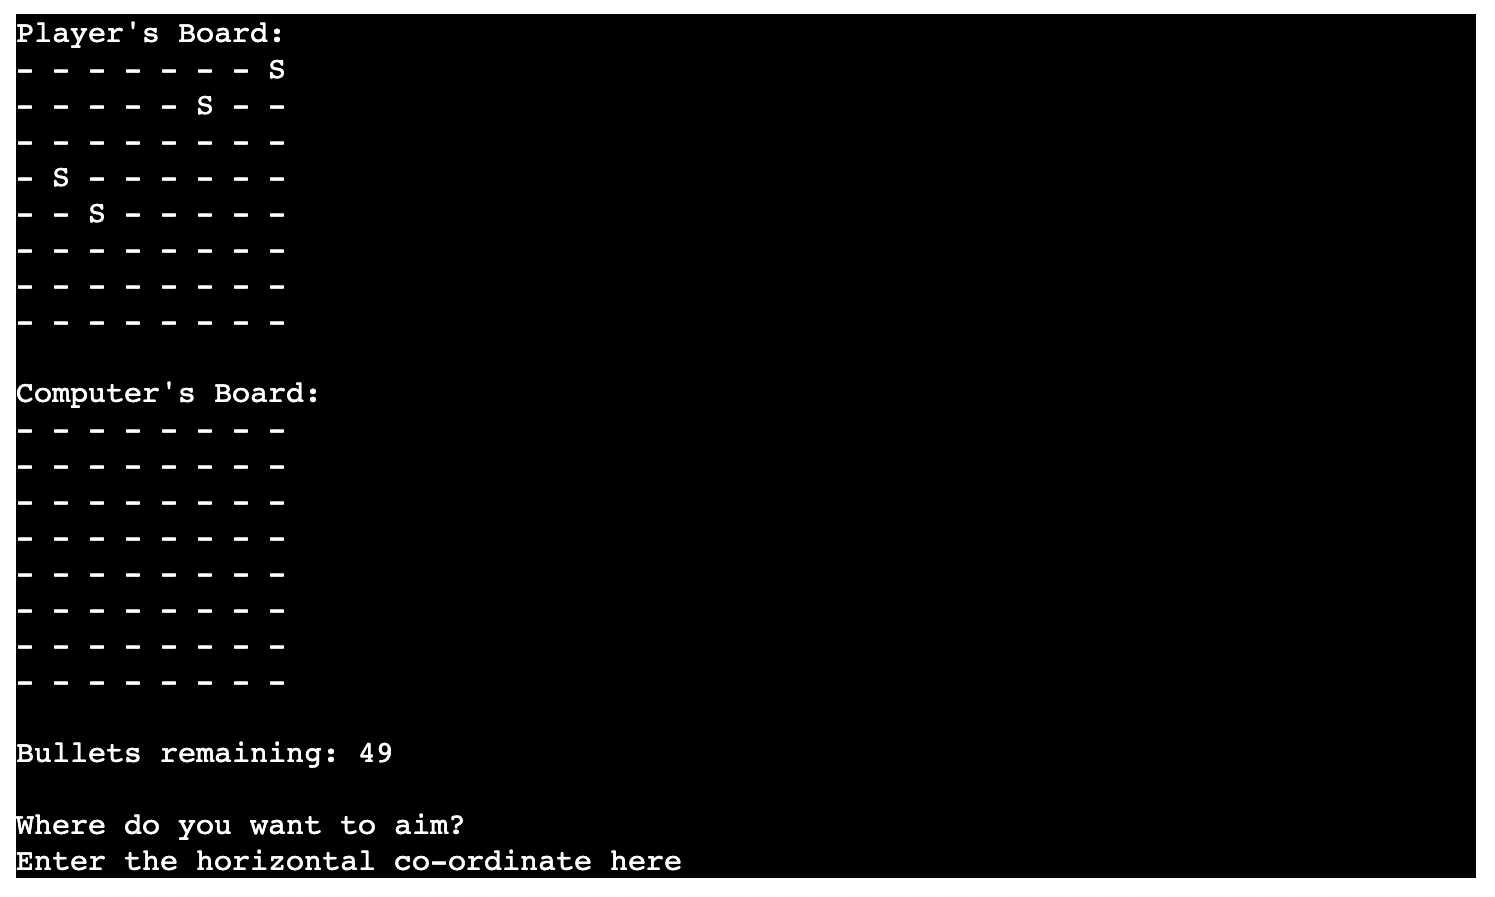 Player's Board:
- - - - - - - S
- - - - - S - -
- - - - - - - -
- S - - - - - -
- - S - - - - -
- - - - - - - -
- - - - - - - -
- - - - - - - -
Computer's Board:
- - - - - - - -
- - - - - - - -
- - - - - - - -
- - - - - - - -
- - - - - - - -
- - - - - - - -
- - - - - - - -
- - - - - - - -
Bullets remaining: 49
Where do you want to aim?
Enter the horizontal co-ordinate here